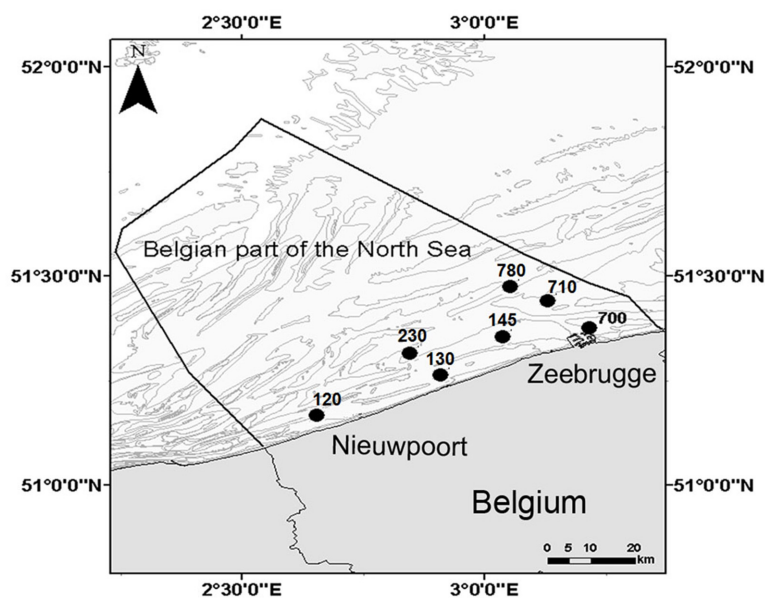 2°30'0"E 3°0'0"E
52°0'0"N 52°0'0"N
N
Belgian part of the North Sea
780
51°30'0"N 51°30'0"N
710
145 700
230
130
Zeebrugge
120
Nieuwpoort
51°0'0"N 51°0'0"N
Belgium
0 5 10 20
km
2°30'0"E 3°0'0"E